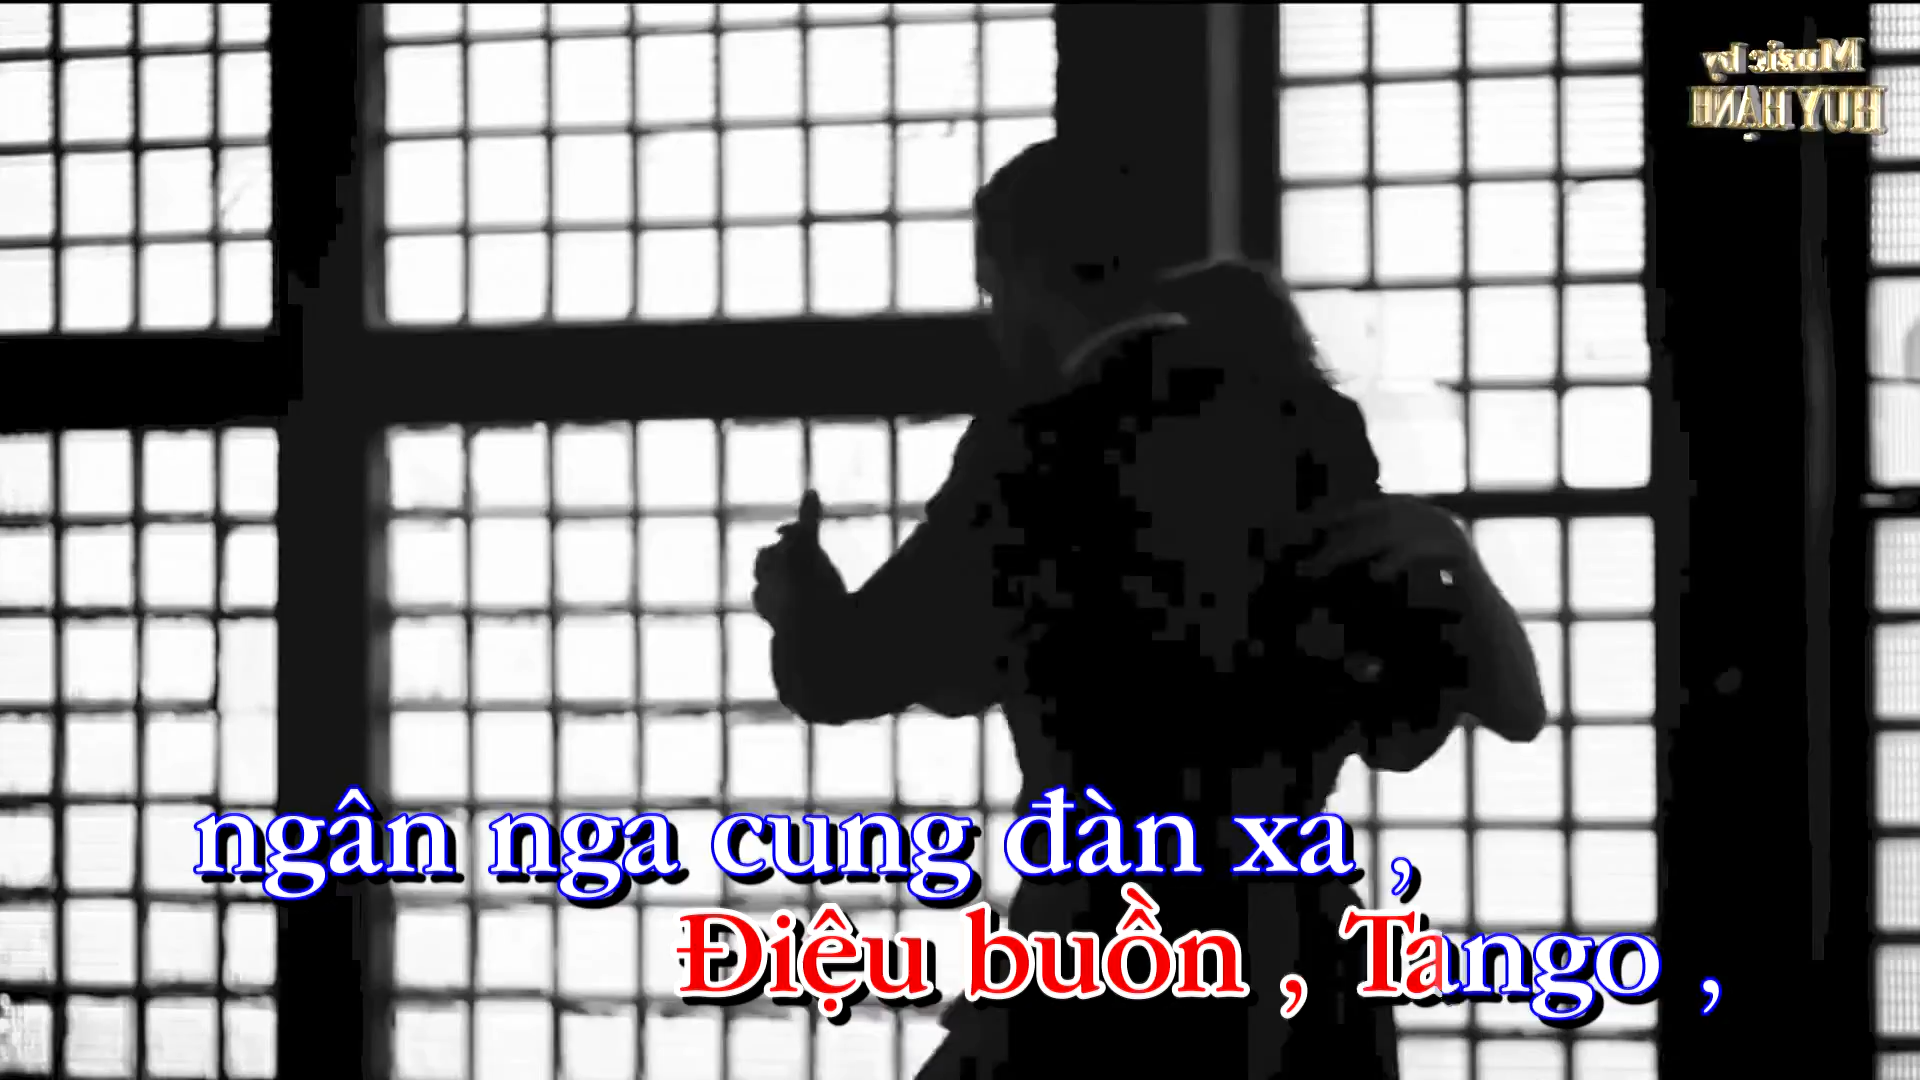 Music by
HUY HẠNH
ngân nga cung đàn xa ,
Điệu buồn , Tango ,